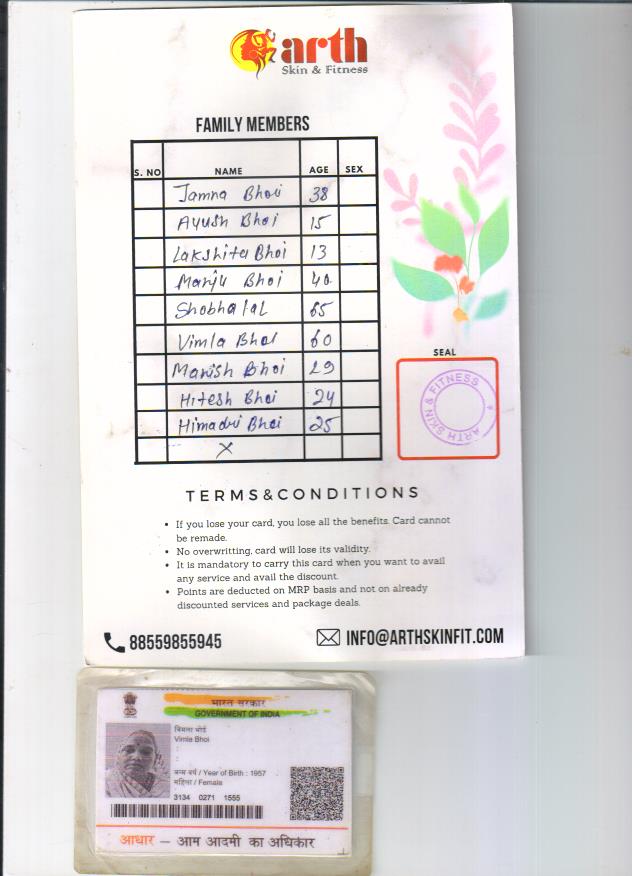 arth
Skin & Fitness
FAMILY MEMBERS
S. NO NAME AGE SEX
Jamna Bhoi 38
Ayush Bhoi 15
Lakshita Bhoi 13
Manju Bhoi 40
Shobhalal 65
Vimla Bhoi 60
Manish Bhoi 29
Hitesh Bhoi 24
Himadri Bhoi 25
X
SEAL
ARTH SKIN & FITNESS
TERMS&CONDITIONS
• If you lose your card, you lose all the benefits. Card cannot
be remade.
• No overwritting, card will lose its validity.
• It is mandatory to carry this card when you want to avail
any service and avail the discount.
• Points are deducted on MRP basis and not on already
discounted services and package deals.
88559855945
INFO@ARTHSKINFIT.COM
भारत सरकार
GOVERNMENT OF INDIA
विमला भोई
Vimla Bhoi
:
:
जन्म वर्ष / Year of Birth : 1957
महिला / Female
3134 0271 1555
आधार – आम आदमी का अधिकार